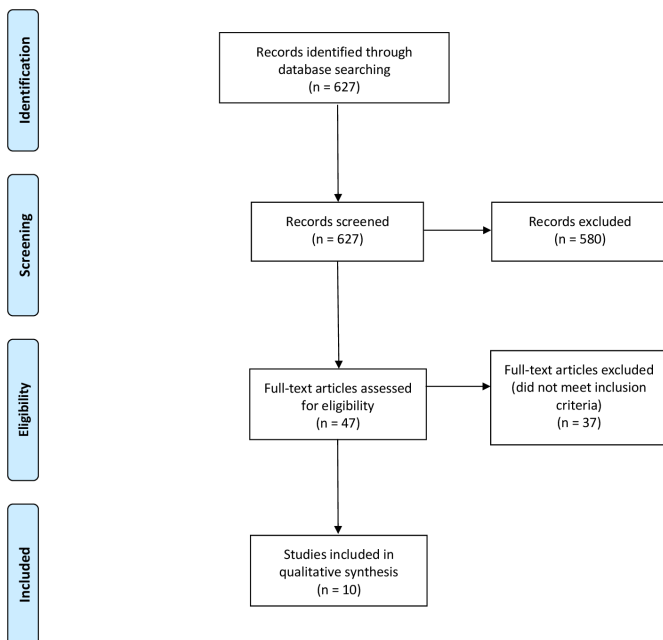 Identification
Records identified through
database searching
(n = 627)
Screening
Records screened
(n = 627)
Records excluded
(n = 580)
Eligibility
Full-text articles assessed
for eligibility
(n = 47)
Full-text articles excluded
(did not meet inclusion
criteria)
(n = 37)
Included
Studies included in
qualitative synthesis
(n = 10)